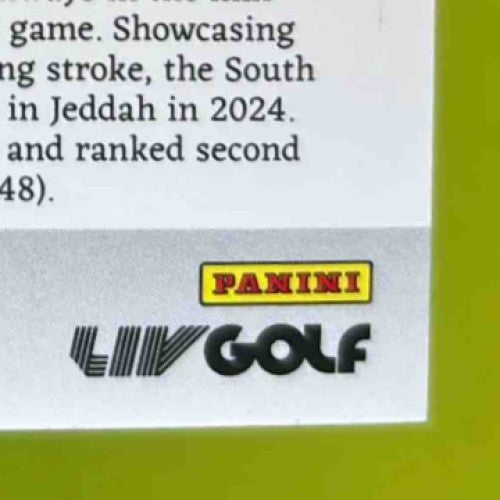 game. Showcasing
ng stroke, the South
in Jeddah in 2024.
and ranked second
48).
PANINI
LIV GOLF